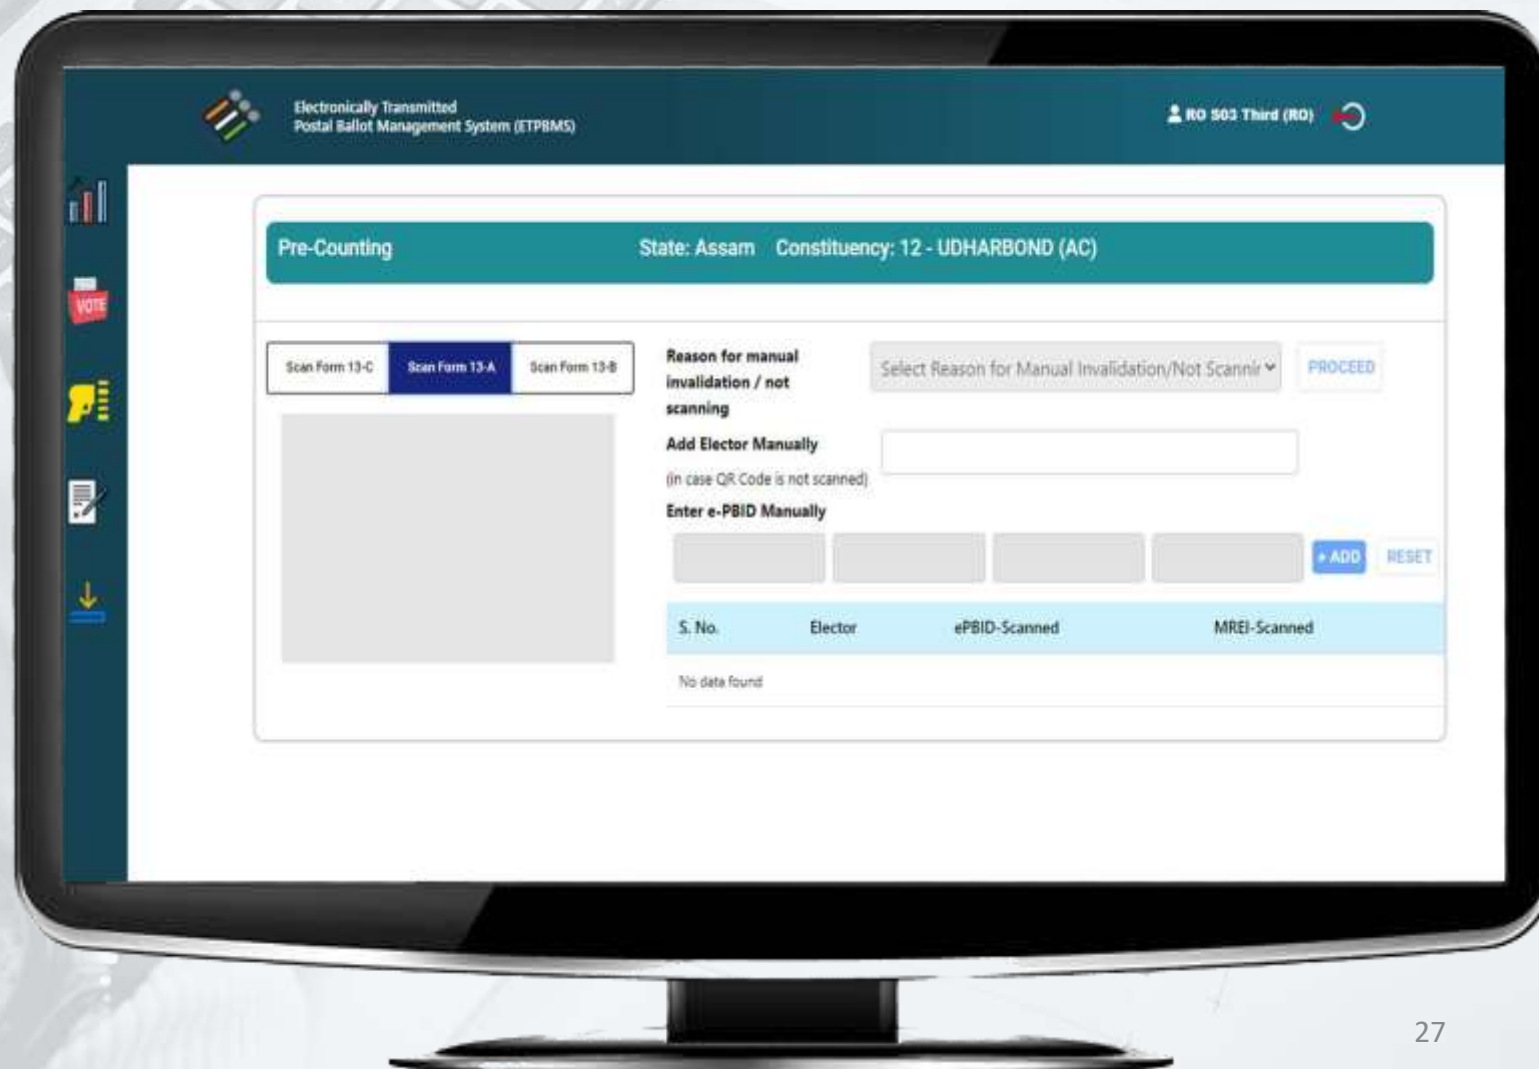 Electronically Transmitted
Postal Ballot Management System (ETPBMS)
RO S03 Third (RO)
VOTE
Pre-Counting State: Assam Constituency: 12 - UDHARBOND (AC)
Scan Form 13-C Scan Form 13-A Scan Form 13-B
Reason for manual
invalidation / not
scanning
Select Reason for Manual Invalidation/Not Scannir
PROCEED
Add Elector Manually
(in case QR Code is not scanned)
Enter e-PBID Manually
+ ADD RESET
S. No. Elector ePBID-Scanned MREI-Scanned
No data found
27